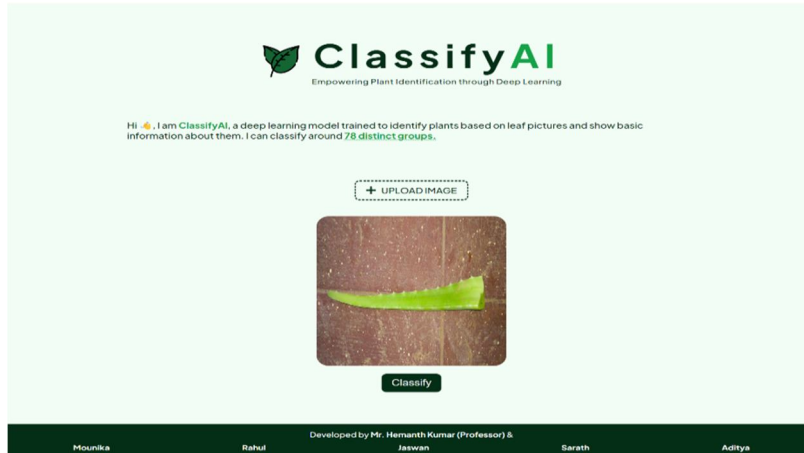 ClassifyAI
Empowering Plant Identification through Deep Learning
Hi 🤙, I am ClassifyAI, a deep learning model trained to identify plants based on leaf pictures and show basic
information about them. I can classify around 78 distinct groups.
+ UPLOAD IMAGE
Classify
Developed by Mr. Hemanth Kumar (Professor) &
Mounika Rahul Jaswan Sarath Aditya